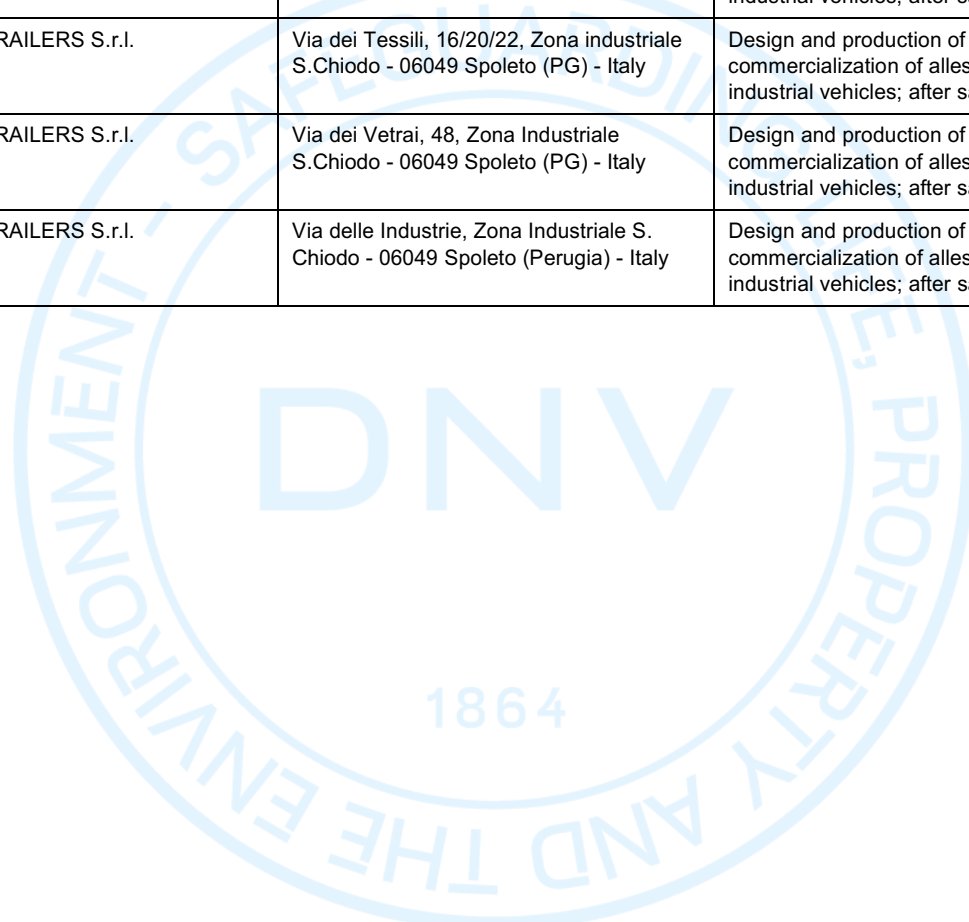 RAILERS S.r.l.
Via dei Tessili, 16/20/22, Zona industriale
S.Chiodo - 06049 Spoleto (PG) - Italy
Design and production of
commercialization of alles
industrial vehicles; after sa
RAILERS S.r.l.
Via dei Vetrai, 48, Zona Industriale
S.Chiodo - 06049 Spoleto (PG) - Italy
Design and production of
commercialization of alles
industrial vehicles; after sa
RAILERS S.r.l.
Via delle Industrie, Zona Industriale S.
Chiodo - 06049 Spoleto (Perugia) - Italy
Design and production of
commercialization of alles
industrial vehicles; after sa
SAFEGUARDING LIFE, PROPERTY AND THE ENVIRONMENT -
DNV
1864